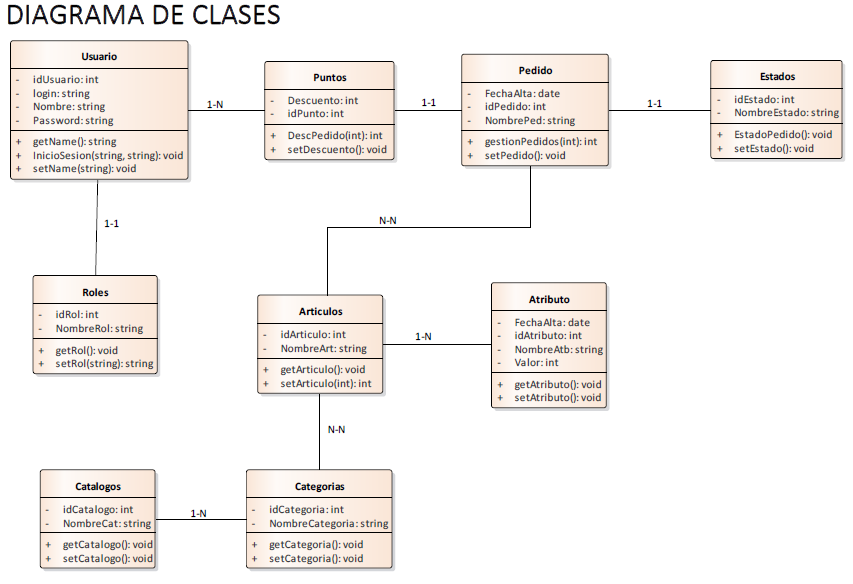 DIAGRAMA DE CLASES
Usuario
- idUsuario: int
- login: string
- Nombre: string
- Password: string
+ getName(): string
+ InicioSesion(string, string): void
+ setName(string): void
1-N
Puntos
- Descuento: int
- idPunto: int
+ DescPedido(int): int
+ setDescuento(): void
1-1
Pedido
- FechaAlta: date
- idPedido: int
- NombrePed: string
+ gestionPedidos(int): int
+ setPedido(): void
1-1
Estados
- idEstado: int
- NombreEstado: string
+ EstadoPedido(): void
+ setEstado(): void
1-1
N-N
Roles
- idRol: int
- NombreRol: string
+ getRol(): void
+ setRol(string): string
Articulos
- idArticulo: int
- NombreArt: string
+ getArticulo(): void
+ setArticulo(int): int
1-N
Atributo
- FechaAlta: date
- idAtributo: int
- NombreAtb: string
- Valor: int
+ getAtributo(): void
+ setAtributo(): void
N-N
Catalogos
- idCatalogo: int
- NombreCat: string
+ getCatalogo(): void
+ setCatalogo(): void
1-N
Categorias
- idCategoria: int
- NombreCategoria: string
+ getCategoria(): void
+ setCategoria(): void